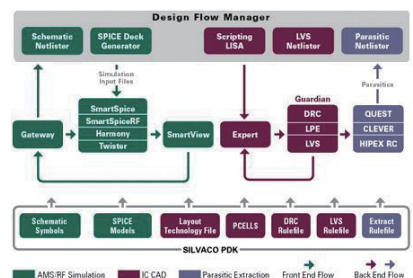 Design Flow Manager
Schematic
Netlister
SPICE Deck
Generator
Scripting
LISA
LVS
Netlister
Parasitic
Netlister
Simulation
Input Files
Parasitics
Gateway
SmartSpice
SmartSpiceRF
Harmony
Twister
SmartView
Expert
Guardian
DRC
LPE
LVS
QUEST
CLEVER
HIPEX RC
Schematic
Symbols
SPICE
Models
Layout
Technology File
PCELLS
DRC
Rulefile
LVS
Rulefile
Extract
Rulefile
SILVACO PDK
AMS/RF Simulation
IC CAD
Parasitic Extraction
Front End Flow
Back End Flow